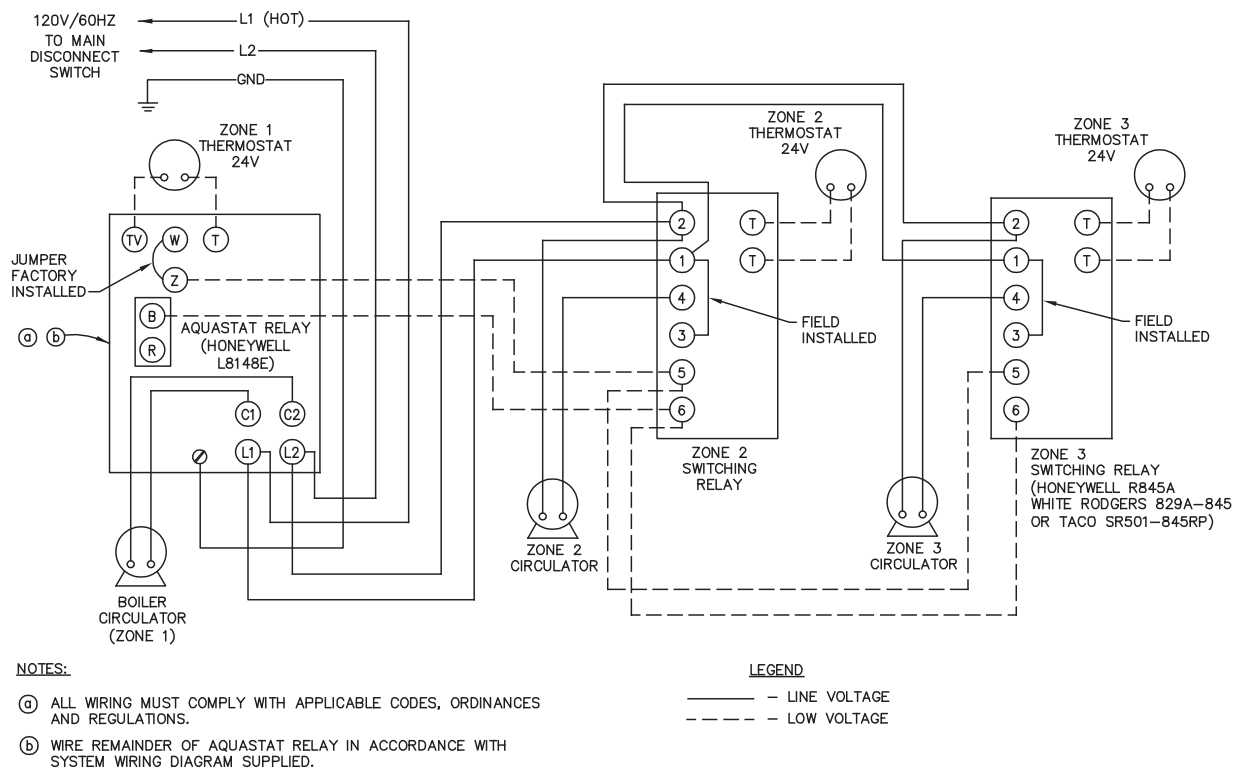 120V/60HZ
TO MAIN
DISCONNECT
SWITCH
L1 (HOT)
L2
GND
ZONE 1
THERMOSTAT
24V
TV
W
T
Z
JUMPER
FACTORY
INSTALLED
a b
B
R
AQUASTAT RELAY
(HONEYWELL
L8148E)
C1
C2
L1
L2
BOILER
CIRCULATOR
(ZONE 1)
ZONE 2
THERMOSTAT
24V
2
1
4
3
5
6
T
T
FIELD
INSTALLED
ZONE 2
SWITCHING
RELAY
ZONE 2
CIRCULATOR
ZONE 3
THERMOSTAT
24V
2
1
4
3
5
6
T
T
FIELD
INSTALLED
ZONE 3
SWITCHING RELAY
(HONEYWELL R845A
WHITE RODGERS 829A-845
OR TACO SR501-845RP)
ZONE 3
CIRCULATOR
NOTES:
a ALL WIRING MUST COMPLY WITH APPLICABLE CODES, ORDINANCES
AND REGULATIONS.
b WIRE REMAINDER OF AQUASTAT RELAY IN ACCORDANCE WITH
SYSTEM WIRING DIAGRAM SUPPLIED.
LEGEND
- LINE VOLTAGE
- LOW VOLTAGE